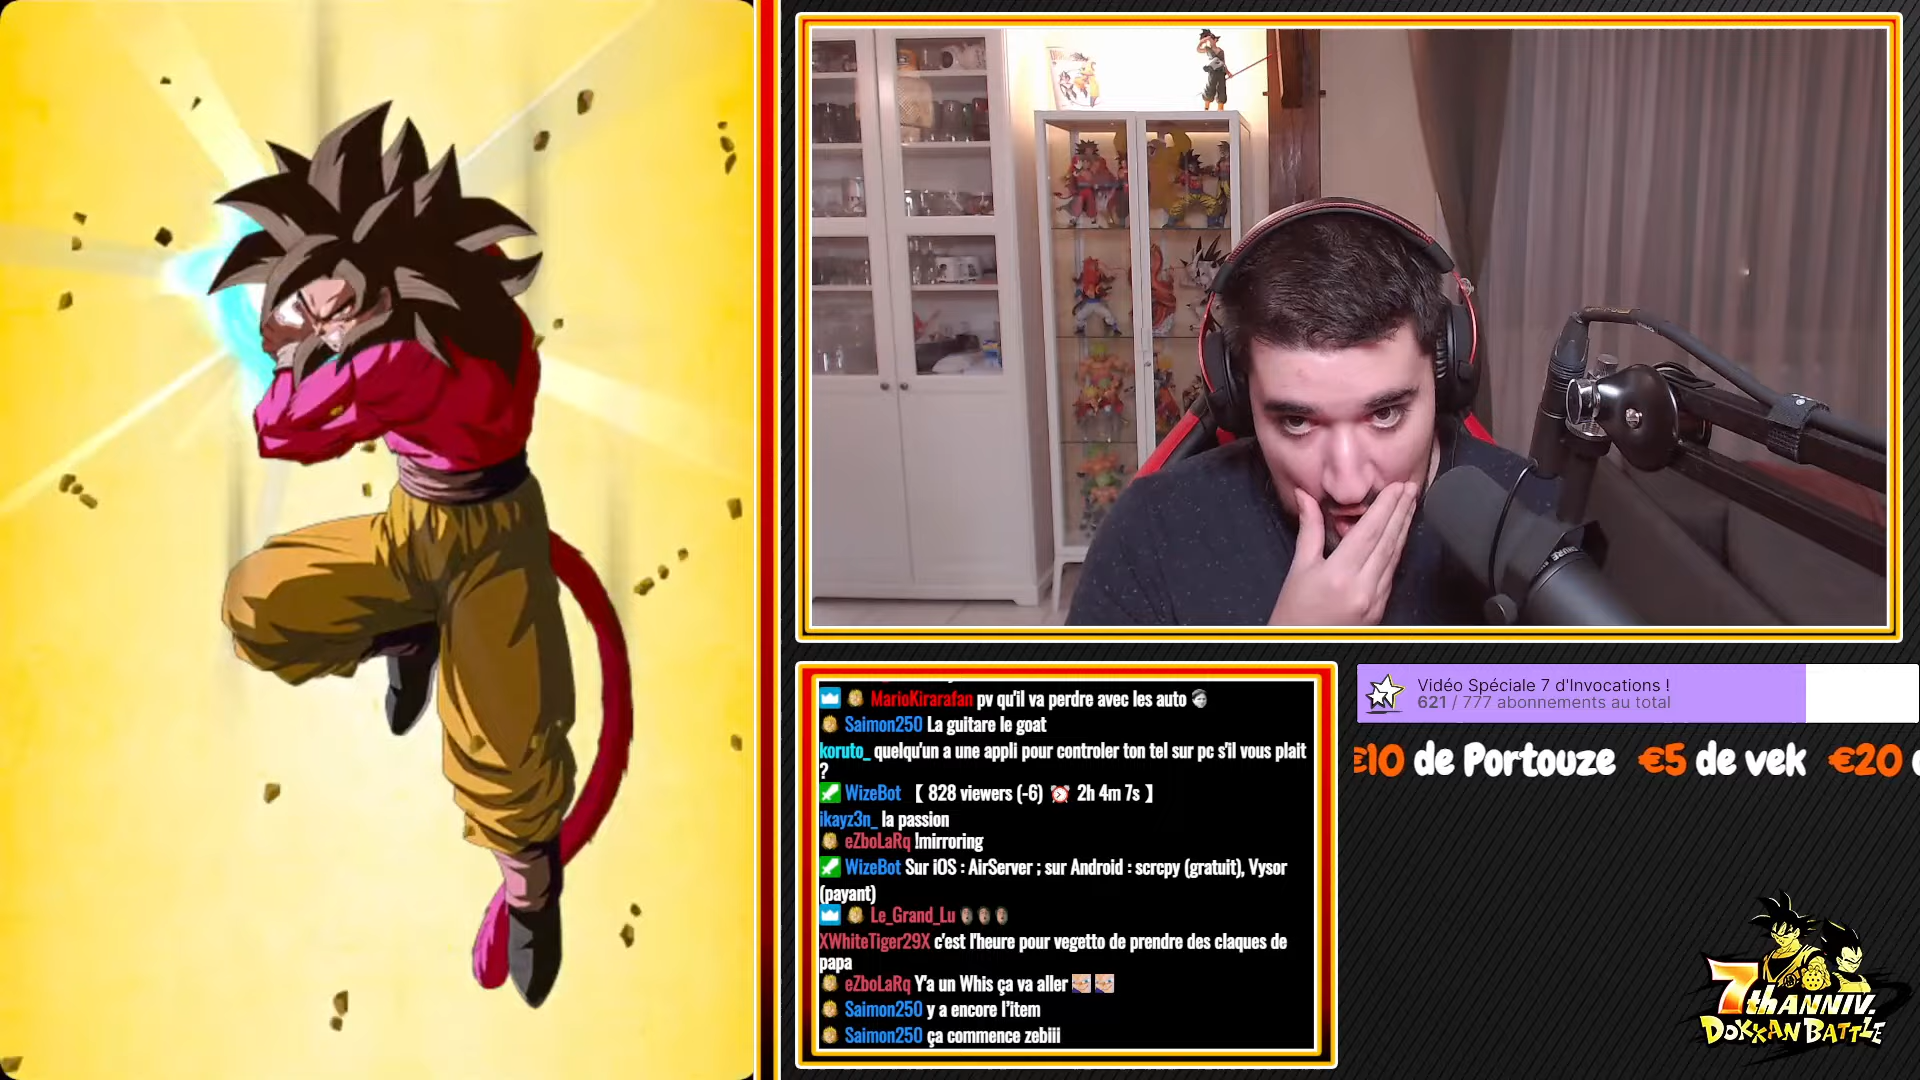 MarioKirarafan pv qu'il va perdre avec les auto
Saimon250 La guitare le goat
koruto_ quelqu'un a une appli pour controler ton tel sur pc s'il vous plait
?
WizeBot 【 828 viewers (-6) ⏰ 2h 4m 7s 】
ikayz3n_ la passion
eZboLaRq !mirroring
WizeBot Sur iOS : AirServer ; sur Android : scrcpy (gratuit), Vysor
(payant)
Le_Grand_Lu
XWhiteTiger29X c'est l'heure pour vegetto de prendre des claques de
papa
eZboLaRq Y'a un Whis ça va aller
Saimon250 y a encore l'item
Saimon250 ça commence zebiii
Vidéo Spéciale 7 d'Invocations !
621 / 777 abonnements au total
€10 de Portouze €5 de vek €20
7thANNIV.
DOKKAN BATTLE